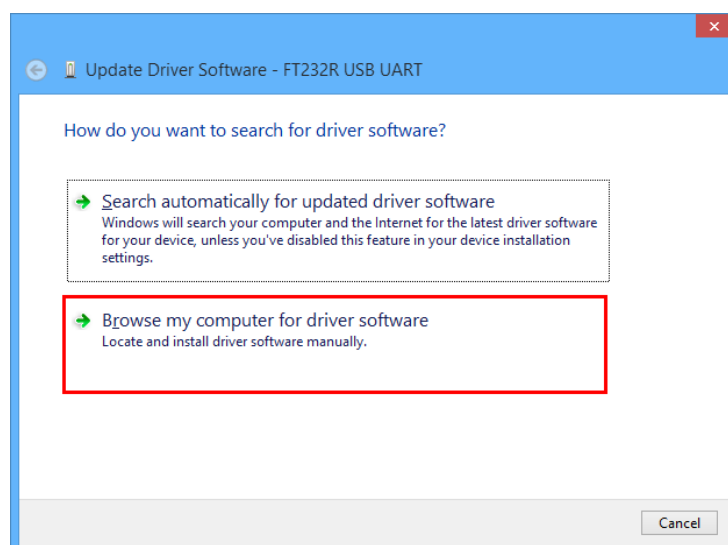 Update Driver Software - FT232R USB UART
How do you want to search for driver software?
Search automatically for updated driver software
Windows will search your computer and the Internet for the latest driver software
for your device, unless you've disabled this feature in your device installation
settings.
Browse my computer for driver software
Locate and install driver software manually.
Cancel